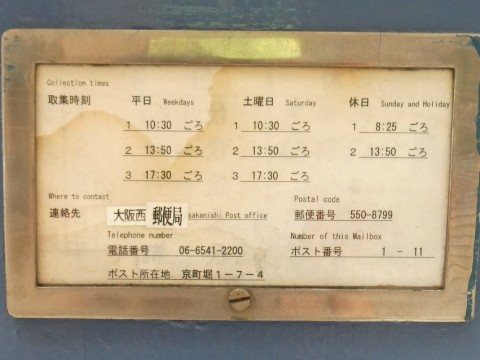 Collection times
取集時刻 平日 Weekdays 土曜日 Saturday 休日 Sunday and Holiday
1 10:30 ごろ 1 10:30 ごろ 1 8:25 ごろ
2 13:50 ごろ 2 13:50 ごろ 2 13:50 ごろ
3 17:30 ごろ 3 17:30 ごろ
Where to contact Postal code
連絡先 大阪西 郵便局 sakanishi Post office 郵便番号 550-8799
Telephone number Number of this Mailbox
電話番号 06-6541-2200 ポスト番号 1 - 11
ポスト所在地 京町堀1-7-4